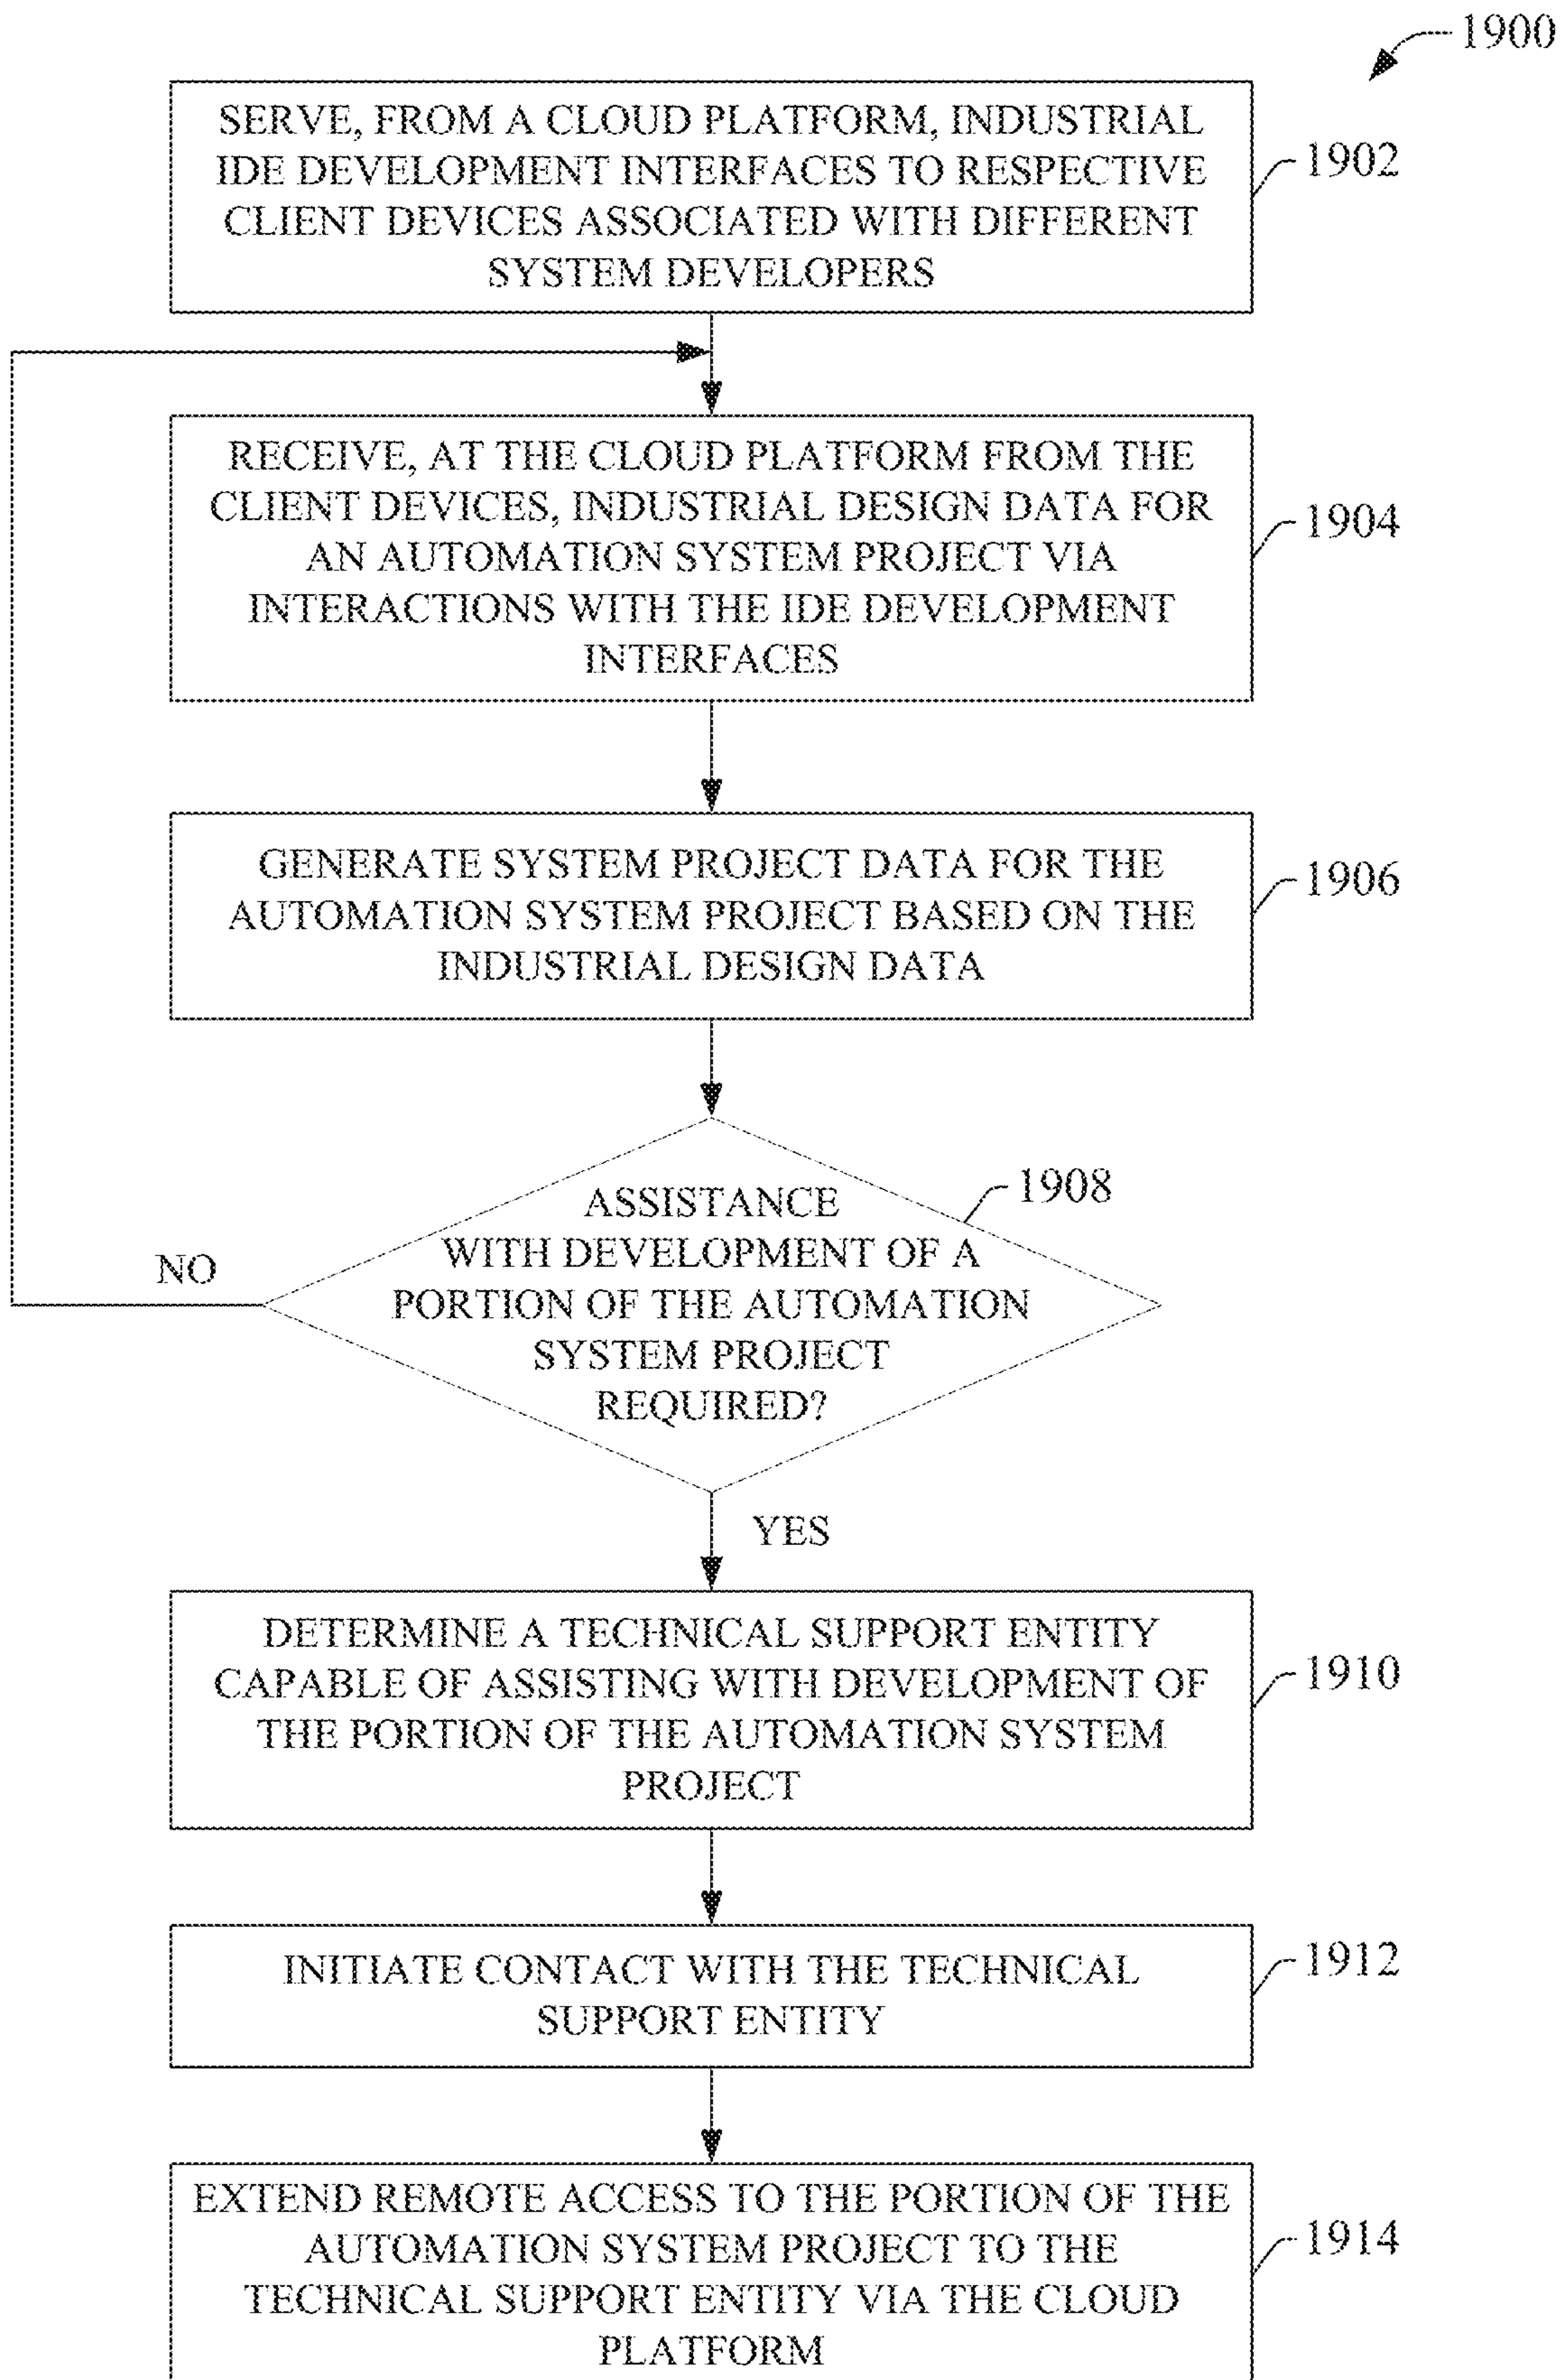 1900
SERVE, FROM A CLOUD PLATFORM, INDUSTRIAL
IDE DEVELOPMENT INTERFACES TO RESPECTIVE
CLIENT DEVICES ASSOCIATED WITH DIFFERENT
SYSTEM DEVELOPERS
1902
RECEIVE, AT THE CLOUD PLATFORM FROM THE
CLIENT DEVICES, INDUSTRIAL DESIGN DATA FOR
AN AUTOMATION SYSTEM PROJECT VIA
INTERACTIONS WITH THE IDE DEVELOPMENT
INTERFACES
1904
GENERATE SYSTEM PROJECT DATA FOR THE
AUTOMATION SYSTEM PROJECT BASED ON THE
INDUSTRIAL DESIGN DATA
1906
ASSISTANCE
WITH DEVELOPMENT OF A
PORTION OF THE AUTOMATION
SYSTEM PROJECT
REQUIRED?
1908
NO
YES
DETERMINE A TECHNICAL SUPPORT ENTITY
CAPABLE OF ASSISTING WITH DEVELOPMENT OF
THE PORTION OF THE AUTOMATION SYSTEM
PROJECT
1910
INITIATE CONTACT WITH THE TECHNICAL
SUPPORT ENTITY
1912
EXTEND REMOTE ACCESS TO THE PORTION OF THE
AUTOMATION SYSTEM PROJECT TO THE
TECHNICAL SUPPORT ENTITY VIA THE CLOUD
PLATFORM
1914